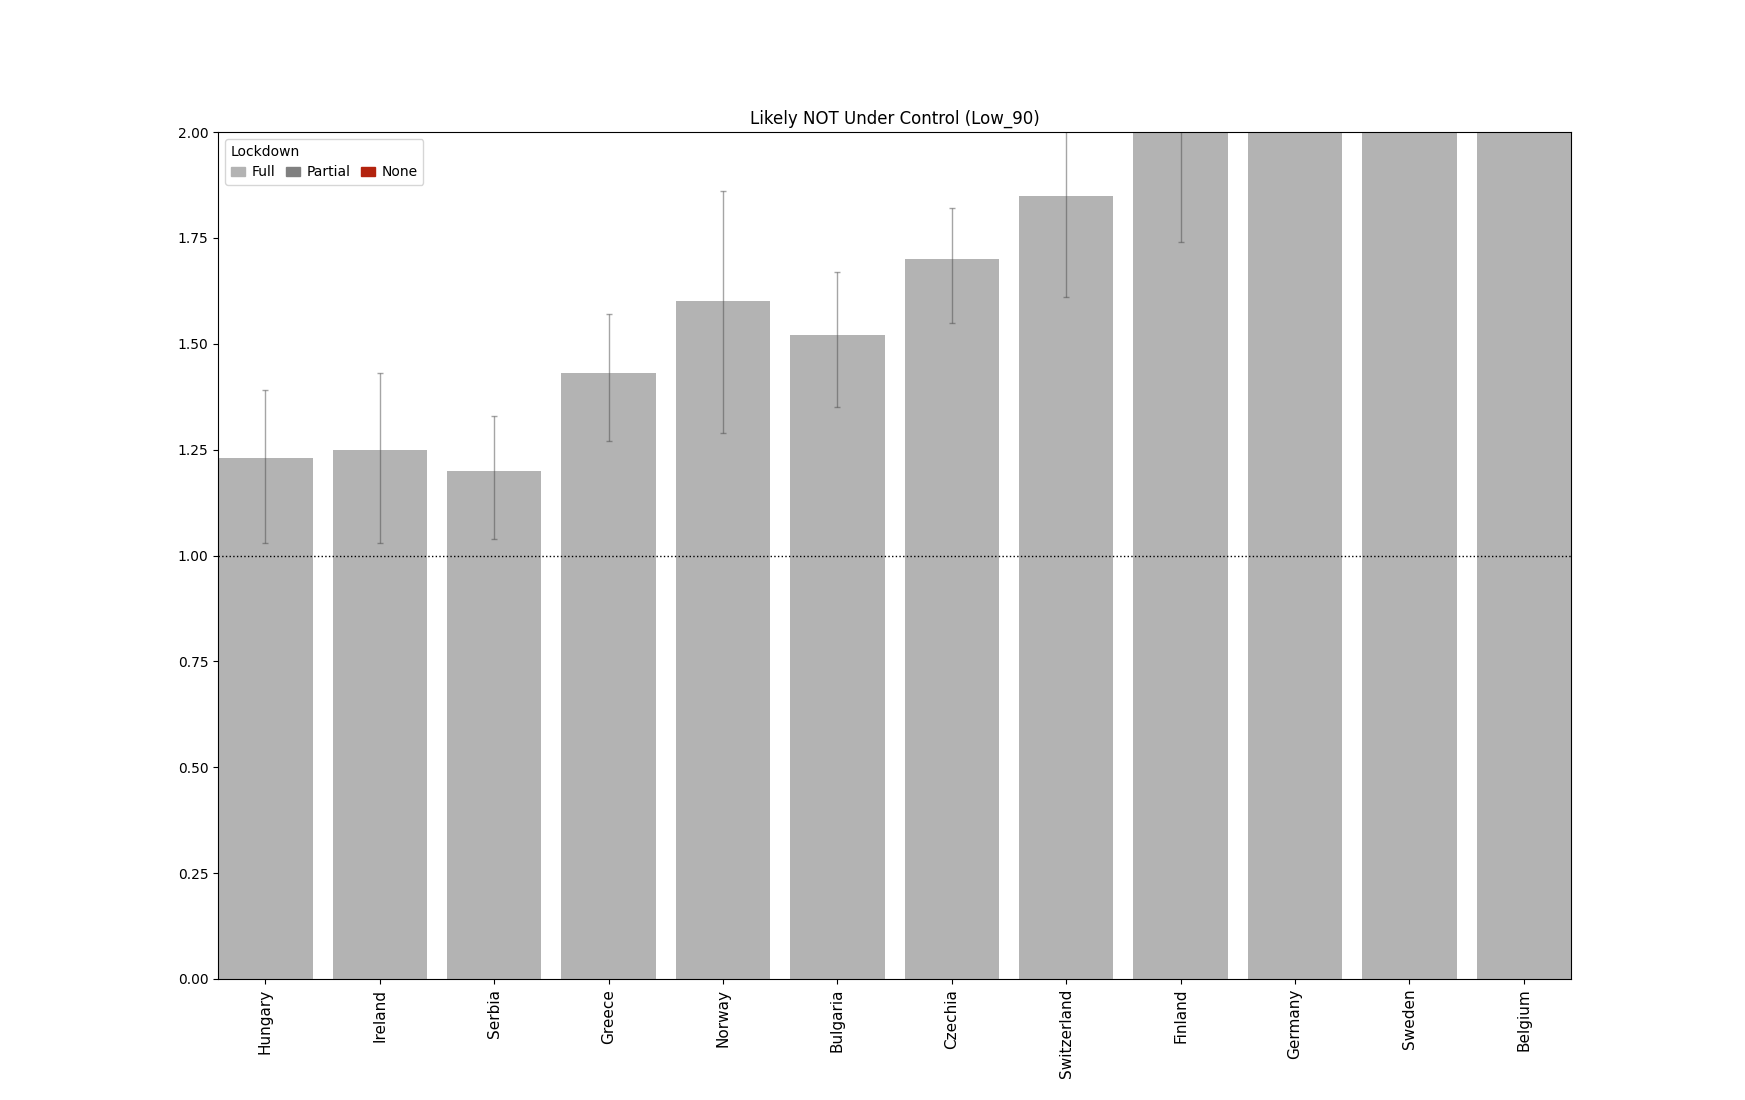 Likely NOT Under Control (Low_90)
Lockdown
Full Partial None
2.00
1.75
1.50
1.25
1.00
0.75
0.50
0.25
0.00
Hungary
Ireland
Serbia
Greece
Norway
Bulgaria
Czechia
Switzerland
Finland
Germany
Sweden
Belgium